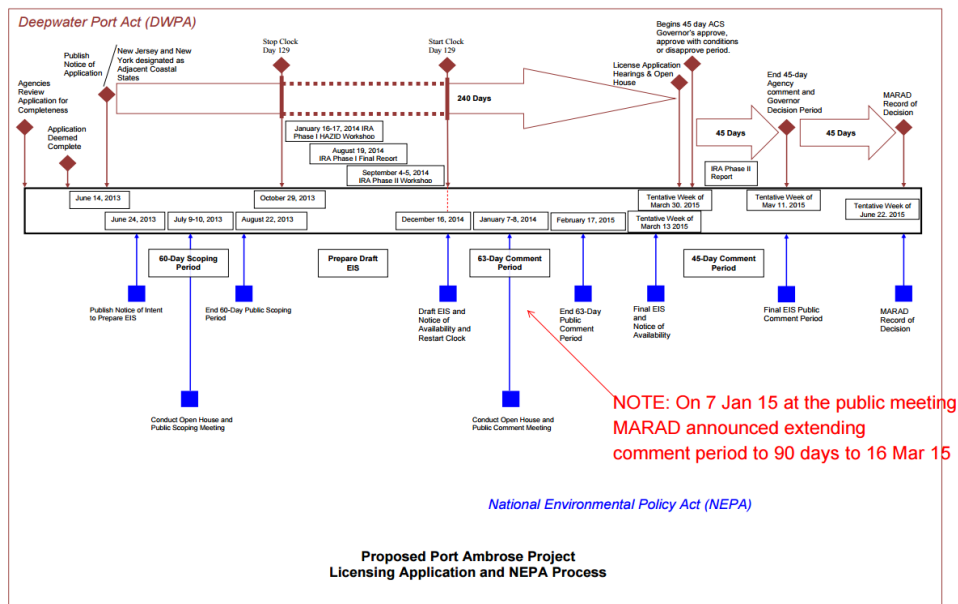 Deepwater Port Act (DWPA)
Agencies
Review
Application for
Completeness
Application
Deemed
Complete
Publish
Notice of
Application
New Jersey and New
York designated as
Adjacent Coastal
States
Stop Clock
Day 129
Start Clock
Day 129
240 Days
License Application
Hearings & Open
House
Begins 45 day ACS
Governor's approve,
approve with conditions
or disapprove period.
45 Days
End 45-day
Agency
comment and
Governor
Decision Period
45 Days
MARAD
Record of
Decision
January 16-17, 2014 IRA
Phase I HAZID Workshop
August 19, 2014
IRA Phase I Final Report
September 4-5, 2014
IRA Phase II Workshop
IRA Phase II
Report
June 14, 2013
June 24, 2013
July 9-10, 2013
August 22, 2013
October 29, 2013
December 16, 2014
January 7-8, 2014
February 17, 2015
Tentative Week of
March 30, 2015
Tentative Week of
March 13 2015
Tentative Week of
May 11, 2015
Tentative Week of
June 22, 2015
60-Day Scoping
Period
Prepare Draft
EIS
63-Day Comment
Period
45-Day Comment
Period
Publish Notice of Intent
to Prepare EIS
End 60-Day Public Scoping
Period
Draft EIS and
Notice of
Availability and
Restart Clock
End 63-Day
Public
Comment
Period
Final EIS
and
Notice of
Availability
Final EIS Public
Comment Period
MARAD
Record of
Decision
Conduct Open House and
Public Scoping Meeting
Conduct Open House and
Public Comment Meeting
NOTE: On 7 Jan 15 at the public meeting
MARAD announced extending
comment period to 90 days to 16 Mar 15
National Environmental Policy Act (NEPA)
Proposed Port Ambrose Project
Licensing Application and NEPA Process